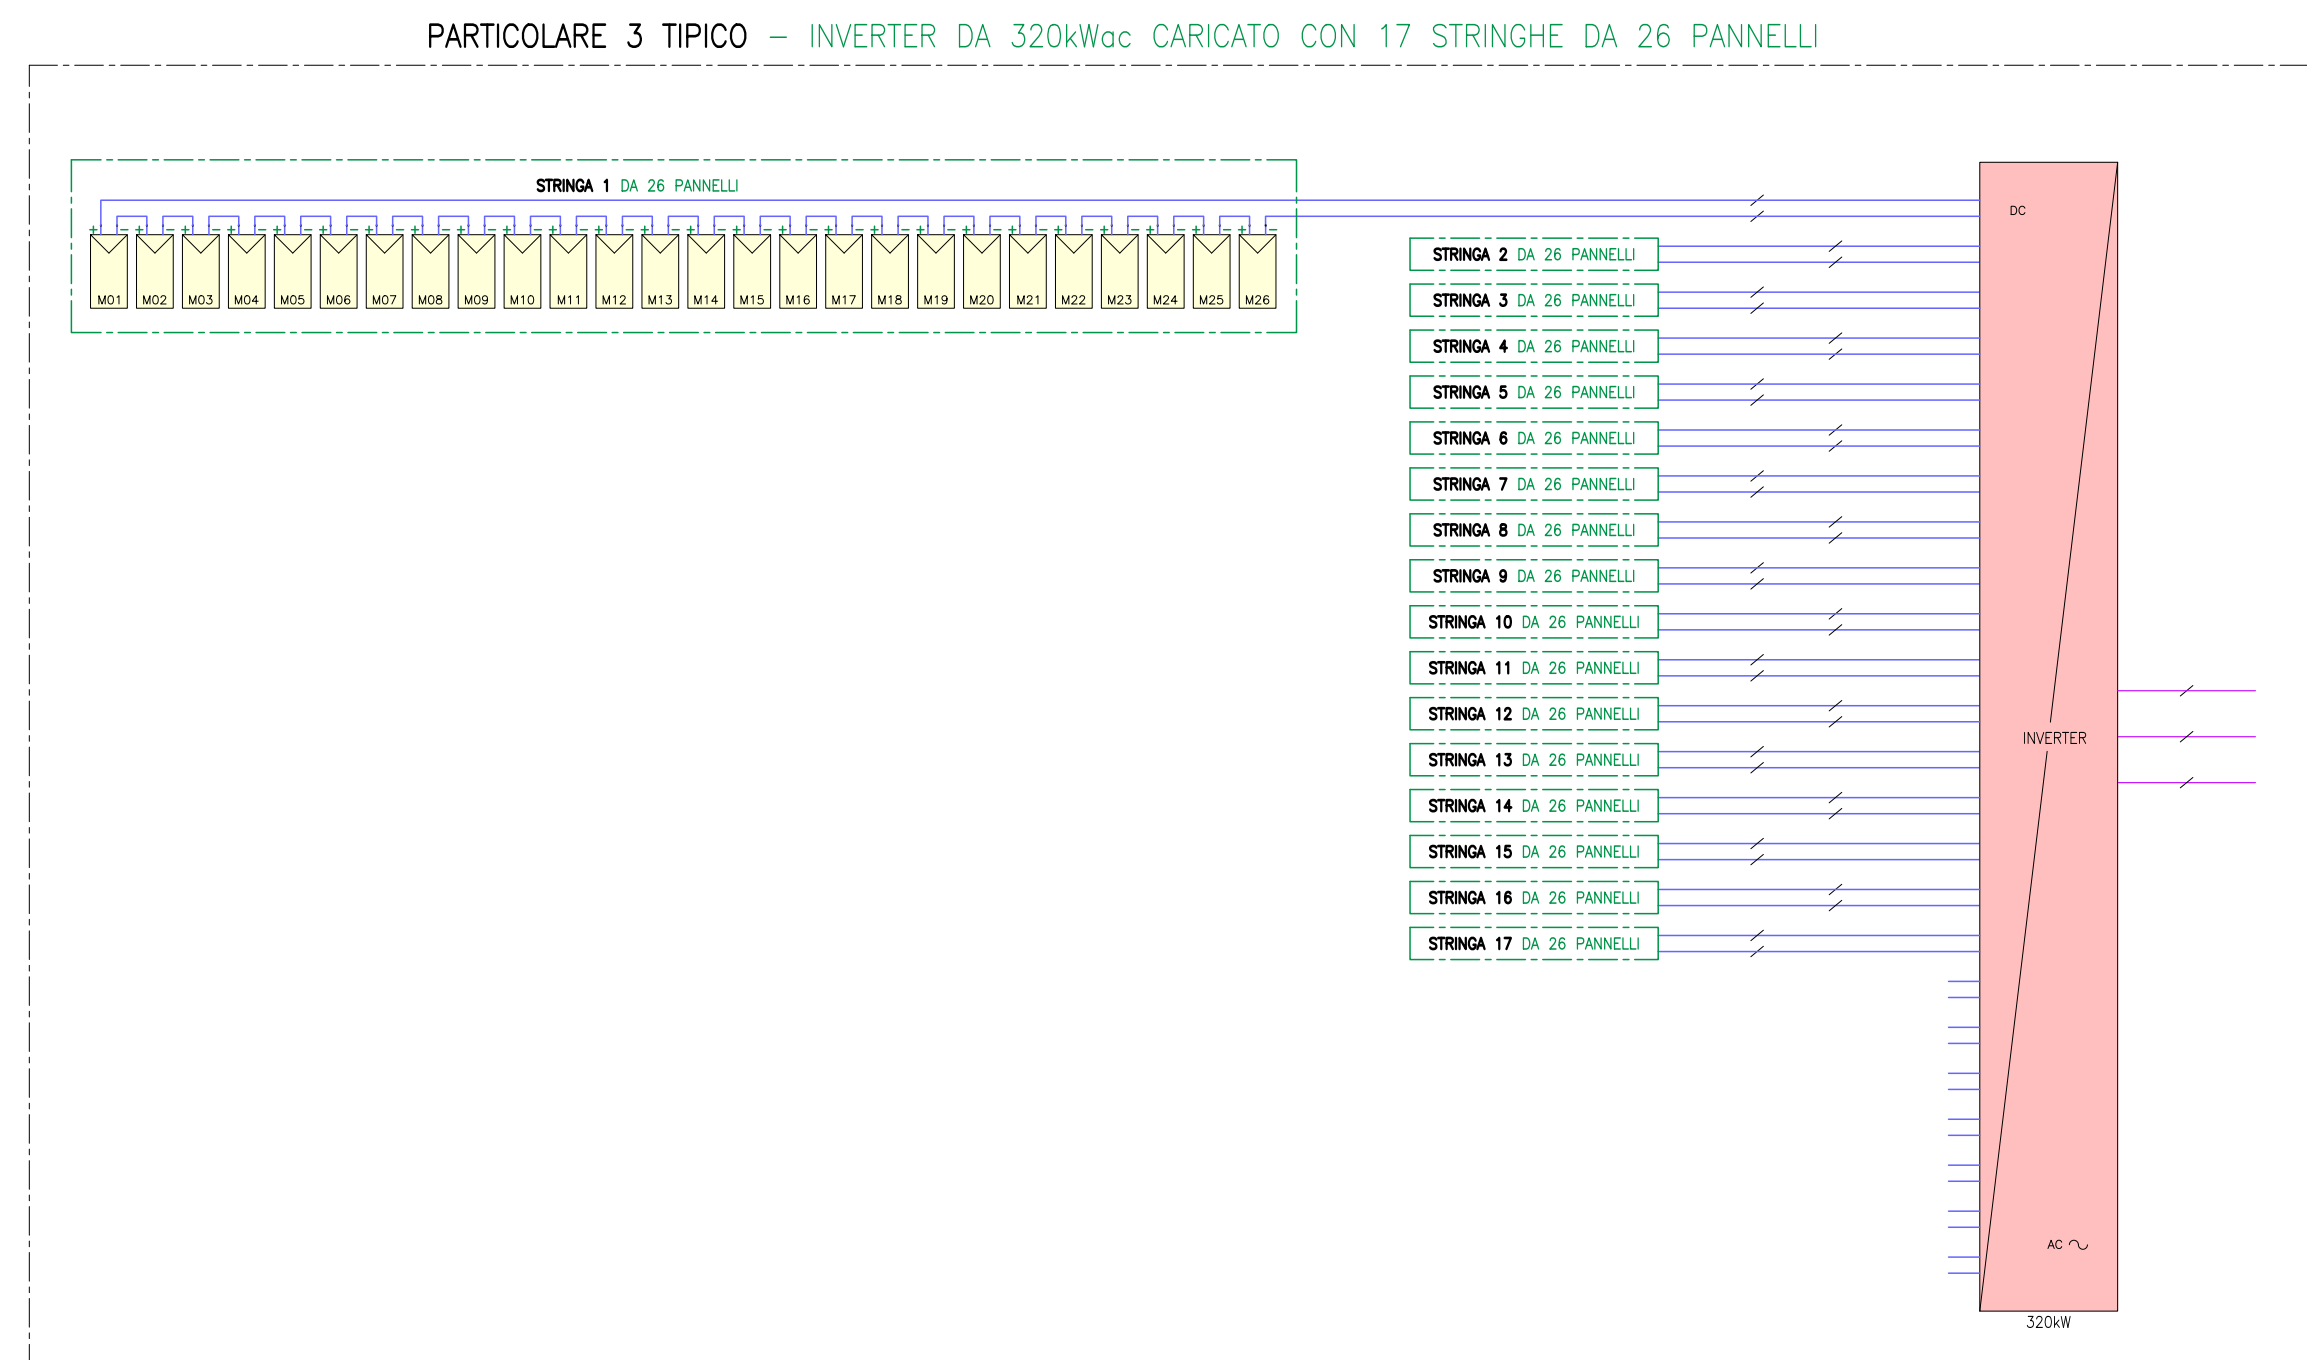 PARTICOLARE 3 TIPICO - INVERTER DA 320kWac CARICATO CON 17 STRINGHE DA 26 PANNELLI
STRINGA 1 DA 26 PANNELLI
+ - + - + - + - + - + - + - + - + - + - + - + - + - + - + - + - + - + - + - + - + - + - + - + - + - + -
M01 M02 M03 M04 M05 M06 M07 M08 M09 M10 M11 M12 M13 M14 M15 M16 M17 M18 M19 M20 M21 M22 M23 M24 M25 M26
DC
STRINGA 2 DA 26 PANNELLI
STRINGA 3 DA 26 PANNELLI
STRINGA 4 DA 26 PANNELLI
STRINGA 5 DA 26 PANNELLI
STRINGA 6 DA 26 PANNELLI
STRINGA 7 DA 26 PANNELLI
STRINGA 8 DA 26 PANNELLI
STRINGA 9 DA 26 PANNELLI
STRINGA 10 DA 26 PANNELLI
STRINGA 11 DA 26 PANNELLI
STRINGA 12 DA 26 PANNELLI
INVERTER
STRINGA 13 DA 26 PANNELLI
STRINGA 14 DA 26 PANNELLI
STRINGA 15 DA 26 PANNELLI
STRINGA 16 DA 26 PANNELLI
STRINGA 17 DA 26 PANNELLI
AC
320kW